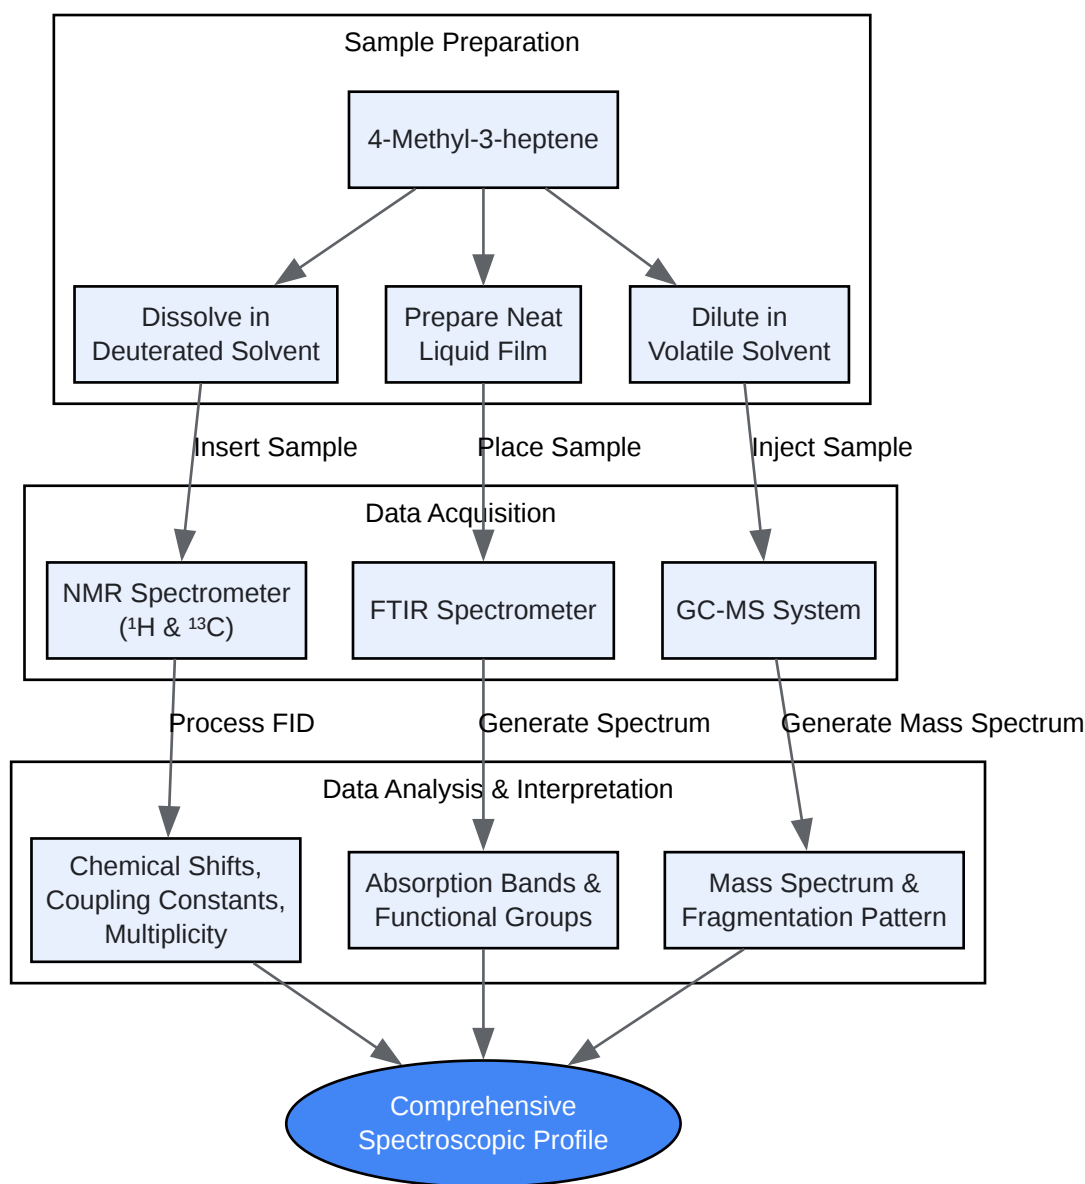 Sample Preparation
4-Methyl-3-heptene
Dissolve in
Deuterated Solvent
Prepare Neat
Liquid Film
Dilute in
Volatile Solvent
Insert Sample
Place Sample
Inject Sample
Data Acquisition
NMR Spectrometer
(¹H & ¹³C)
FTIR Spectrometer
GC-MS System
Process FID
Generate Spectrum
Generate Mass Spectrum
Data Analysis & Interpretation
Chemical Shifts,
Coupling Constants,
Multiplicity
Absorption Bands &
Functional Groups
Mass Spectrum &
Fragmentation Pattern
Comprehensive
Spectroscopic Profile